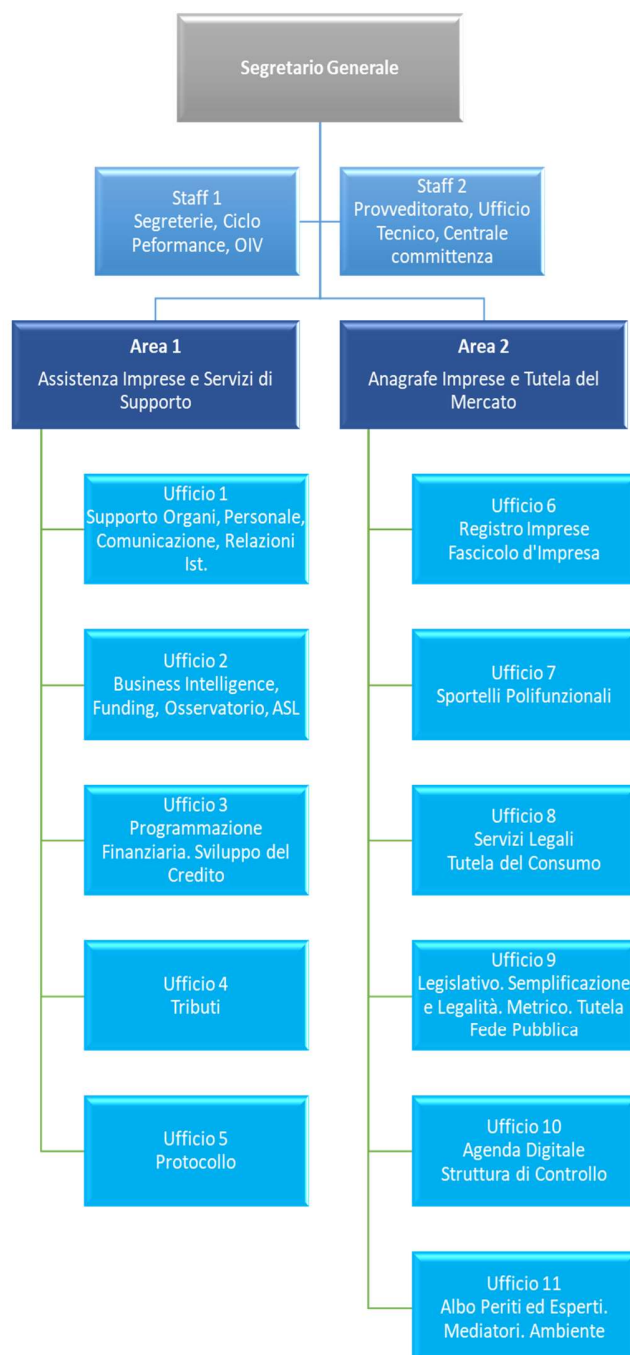 Segretario Generale
Staff 1
Segreterie, Ciclo
Peformance, OIV
Staff 2
Provveditorato, Ufficio
Tecnico, Centrale
committenza
Area 1
Assistenza Imprese e Servizi di
Supporto
Area 2
Anagrafe Imprese e Tutela del
Mercato
Ufficio 1
Supporto Organi, Personale,
Comunicazione, Relazioni
Ist.
Ufficio 2
Business Intelligence,
Funding, Osservatorio, ASL
Ufficio 3
Programmazione
Finanziaria. Sviluppo del
Credito
Ufficio 4
Tributi
Ufficio 5
Protocollo
Ufficio 6
Registro Imprese
Fascicolo d'Impresa
Ufficio 7
Sportelli Polifunzionali
Ufficio 8
Servizi Legali
Tutela del Consumo
Ufficio 9
Legislativo. Semplificazione
e Legalità. Metrico. Tutela
Fede Pubblica
Ufficio 10
Agenda Digitale
Struttura di Controllo
Ufficio 11
Albo Periti ed Esperti.
Mediatori. Ambiente